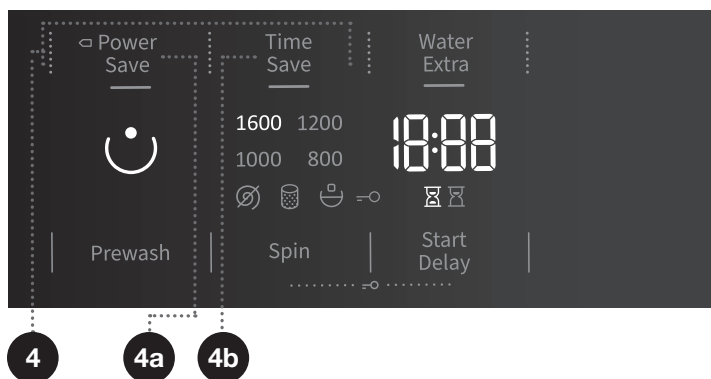 Power Save
Time Save
Water Extra
1600 1200
18:88
1000 800
Prewash
Spin
Start Delay
4
4a
4b